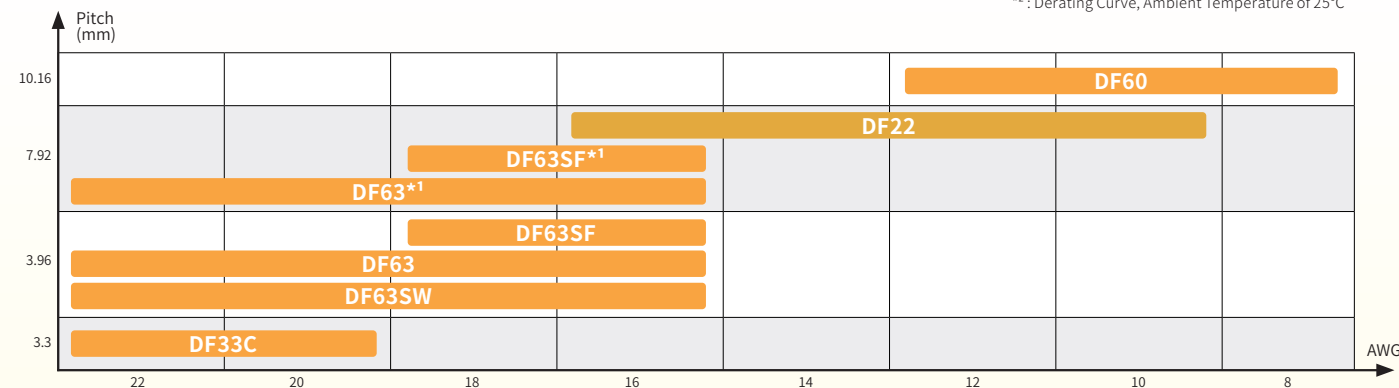 *² : Derating Curve, Ambient Temperature of 25°C
Pitch
(mm)
10.16
DF60
DF22
7.92
DF63SF*¹
DF63*¹
DF63SF
3.96
DF63
DF63SW
3.3
DF33C
AWG
22 20 18 16 14 12 10 8